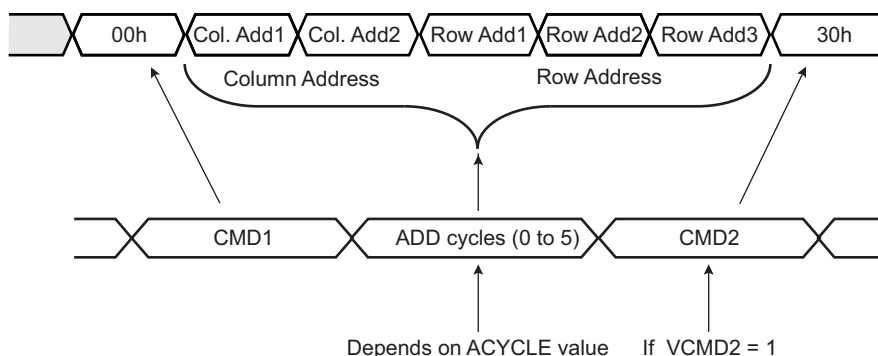 00h Col. Add1 Col. Add2 Row Add1 Row Add2 Row Add3 30h
Column Address Row Address
CMD1 ADD cycles (0 to 5) CMD2
Depends on ACYCLE value If VCMD2 = 1